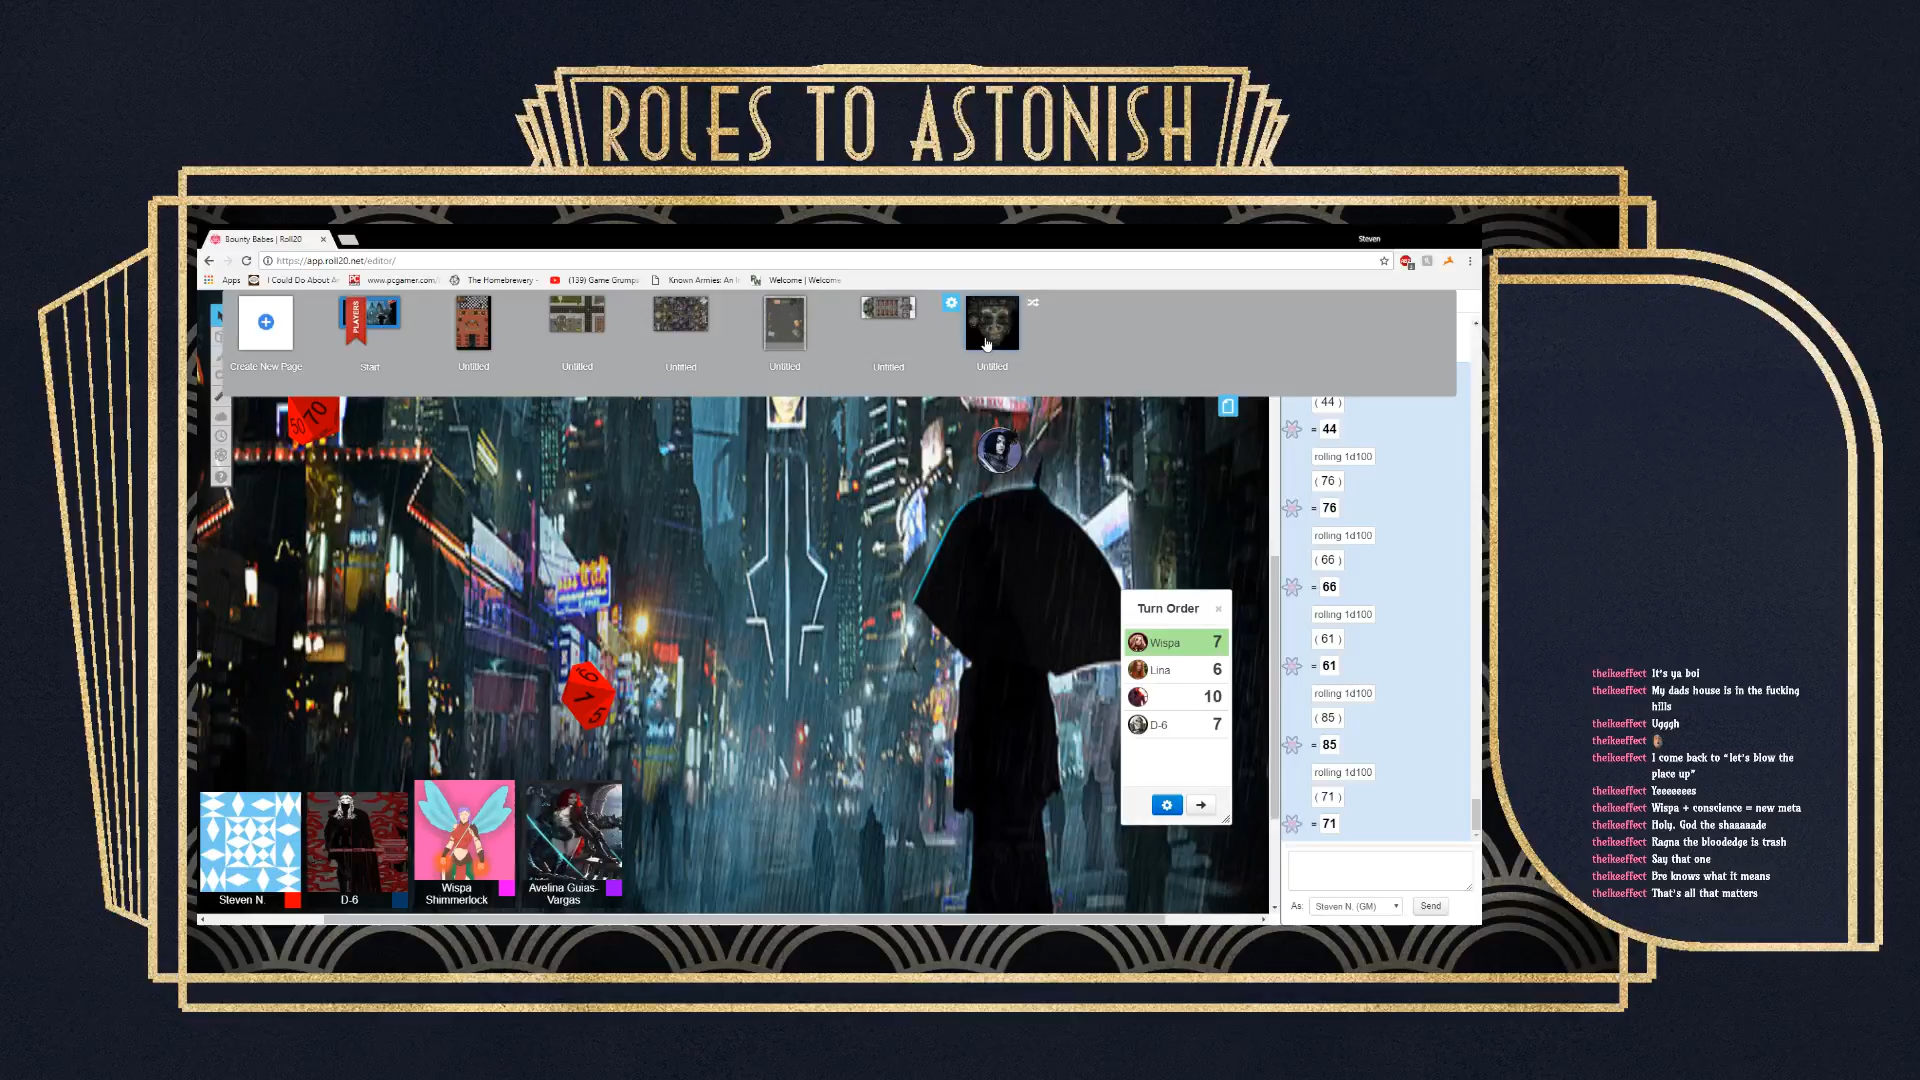 ROLES TO ASTONISH
Bounty Babes | Roll20
Steven
https://app.roll20.net/editor/
Apps
I Could Do About Ar
www.pcgamer.com/
The Homebrewery -
(139) Game Grumps
Known Armies: An I
Welcome | Welcome
PLAYERS
Create New Page
Start
Untitled
Untitled
Untitled
Untitled
Untitled
Untitled
50 70
(44)
= 44
rolling 1d100
(76)
= 76
rolling 1d100
(66)
= 66
rolling 1d100
(61)
= 61
rolling 1d100
(85)
= 85
rolling 1d100
(71)
= 71
Turn Order
Wispa 7
Lina 6
10
D-6 7
7
5
Steven N.
D-6
Wispa
Shimmerlock
Avelina Guias-
Vargas
As: Steven N. (GM)
Send
theikeeffect It's ya boi
theikeeffect My dads house is in the fucking
hills
theikeeffect Ugggh
theikeeffect
theikeeffect I come back to "let's blow the
place up"
theikeeffect Yeeeeeees
theikeeffect Wispa + conscience = new meta
theikeeffect Holy. God the shaaaaade
theikeeffect Ragna the bloodedge is trash
theikeeffect Say that one
theikeeffect Bre knows what it means
theikeeffect That's all that matters